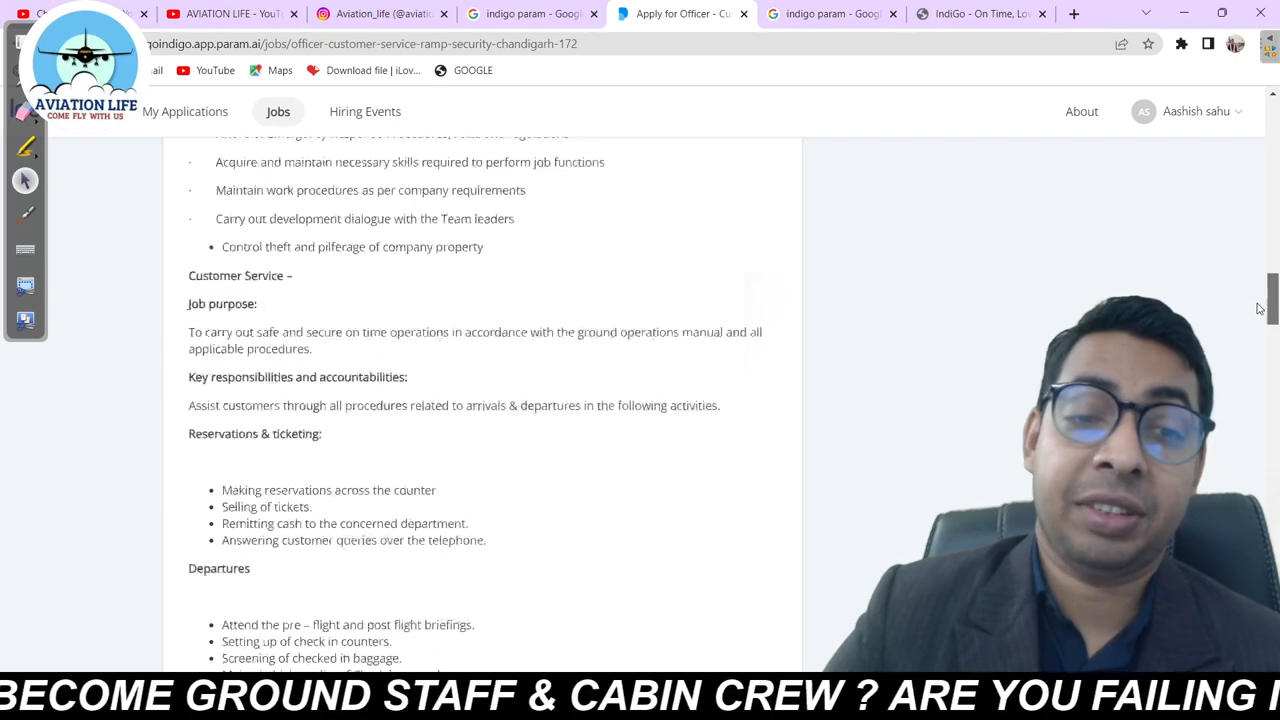 AVIATION LIFE - YouT
Aviation_life (@aviati
indigo param - Google
Apply for Officer - Cu
indigo param - Goog
IndiGo - On Time, Lo
goindigo.app.param.ai/jobs/officer-customer-service-ramp-security-chandigarh-172
YouTube
Maps
Download file | iLov...
GOOGLE
AVIATION LIFE
COME FLY WITH US
My Applications
Jobs
Hiring Events
About
AS
Aashish sahu
· Acquire and maintain necessary skills required to perform job functions
· Maintain work procedures as per company requirements
· Carry out development dialogue with the Team leaders
• Control theft and pilferage of company property
Customer Service –
Job purpose:
To carry out safe and secure on time operations in accordance with the ground operations manual and all
applicable procedures.
Key responsibilities and accountabilities:
Assist customers through all procedures related to arrivals & departures in the following activities.
Reservations & ticketing:
• Making reservations across the counter
• Selling of tickets.
• Remitting cash to the concerned department.
• Answering customer queries over the telephone.
Departures
• Attend the pre – flight and post flight briefings.
• Setting up of check in counters.
• Screening of checked in baggage.
BECOME GROUND STAFF & CABIN CREW ? ARE YOU FAILING